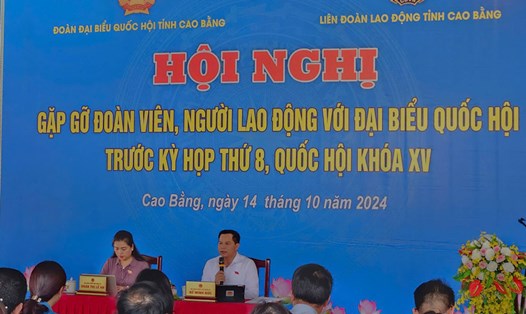 ĐOÀN ĐẠI BIỂU QUỐC HỘI TỈNH CAO BẰNG
LIÊN ĐOÀN LAO ĐỘNG TỈNH CAO BẰNG
HỘI NGHỊ
GẶP GỠ ĐOÀN VIÊN, NGƯỜI LAO ĐỘNG VỚI ĐẠI BIỂU QUỐC HỘI
TRƯỚC KỲ HỌP THỨ 8, QUỐC HỘI KHÓA XV
Cao Bằng, ngày 14 tháng 10 năm 2024